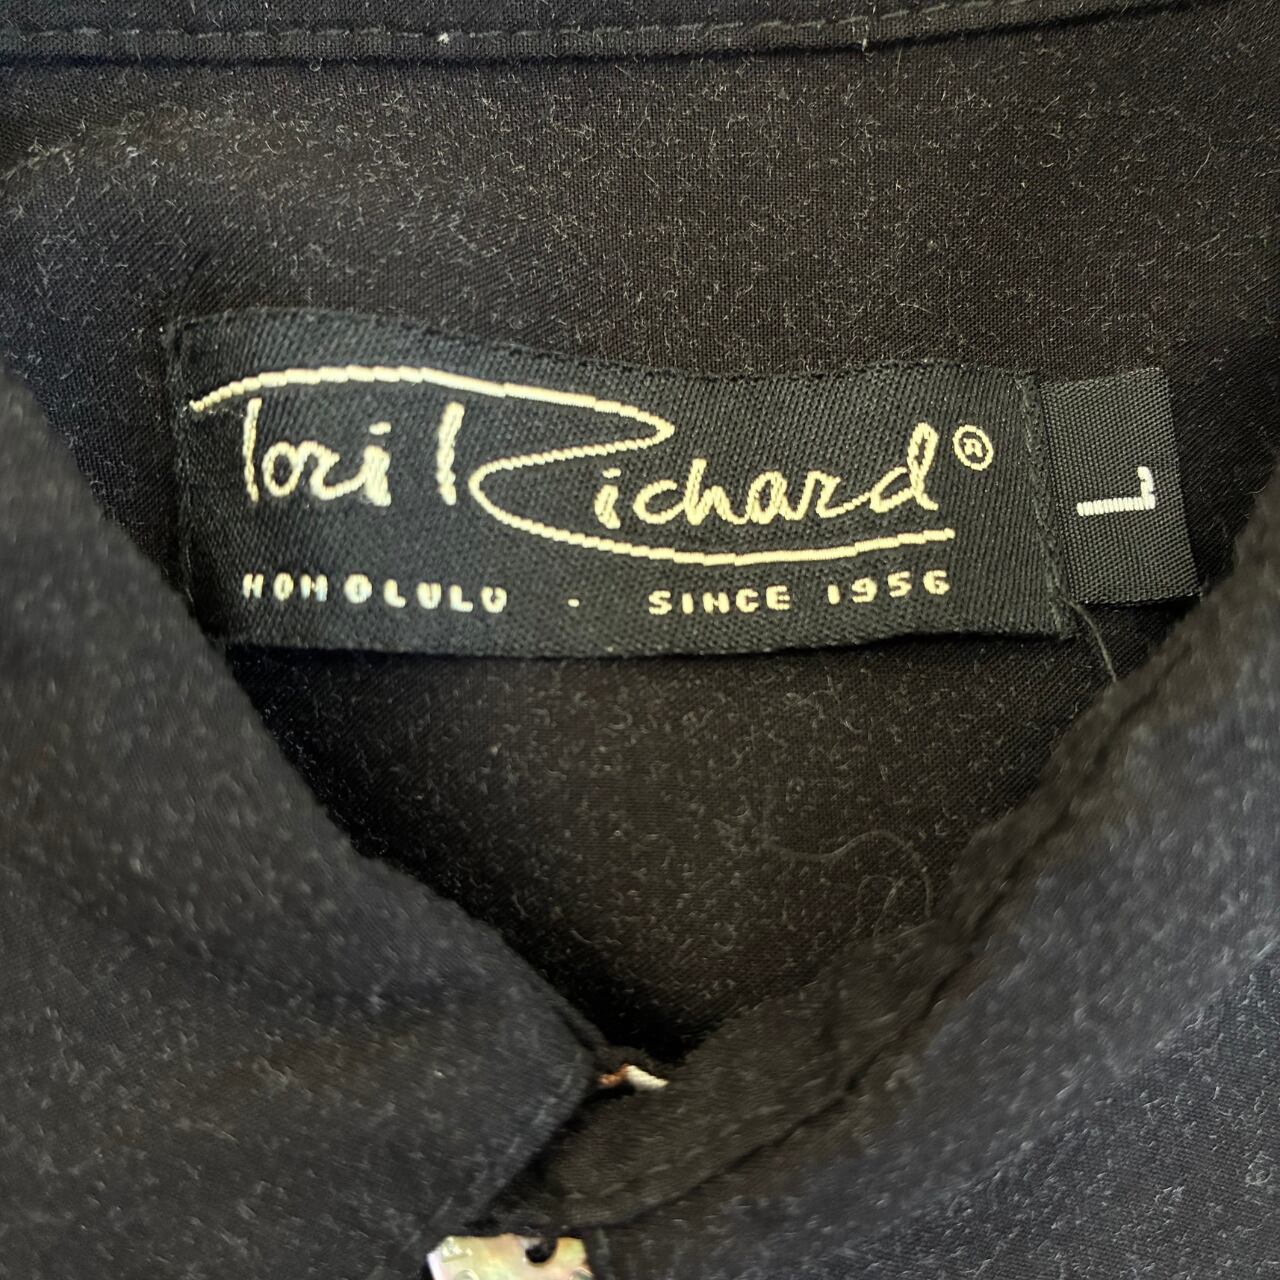 Tori Richard®
HONOLULU · SINCE 1956
L